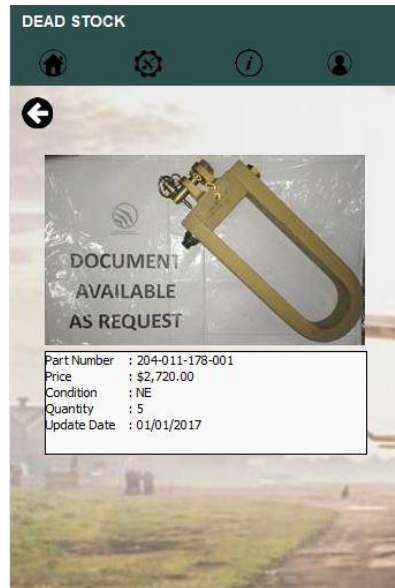 DEAD STOCK
DOCUMENT
AVAILABLE
AS REQUEST
Part Number : 204-011-178-001
Price : $2,720.00
Condition : NE
Quantity : 5
Update Date : 01/01/2017